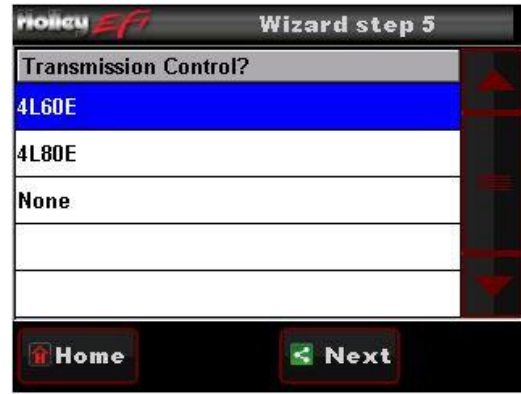 Holley EFI Wizard step 5
Transmission Control?
4L60E
4L80E
None
Home Next